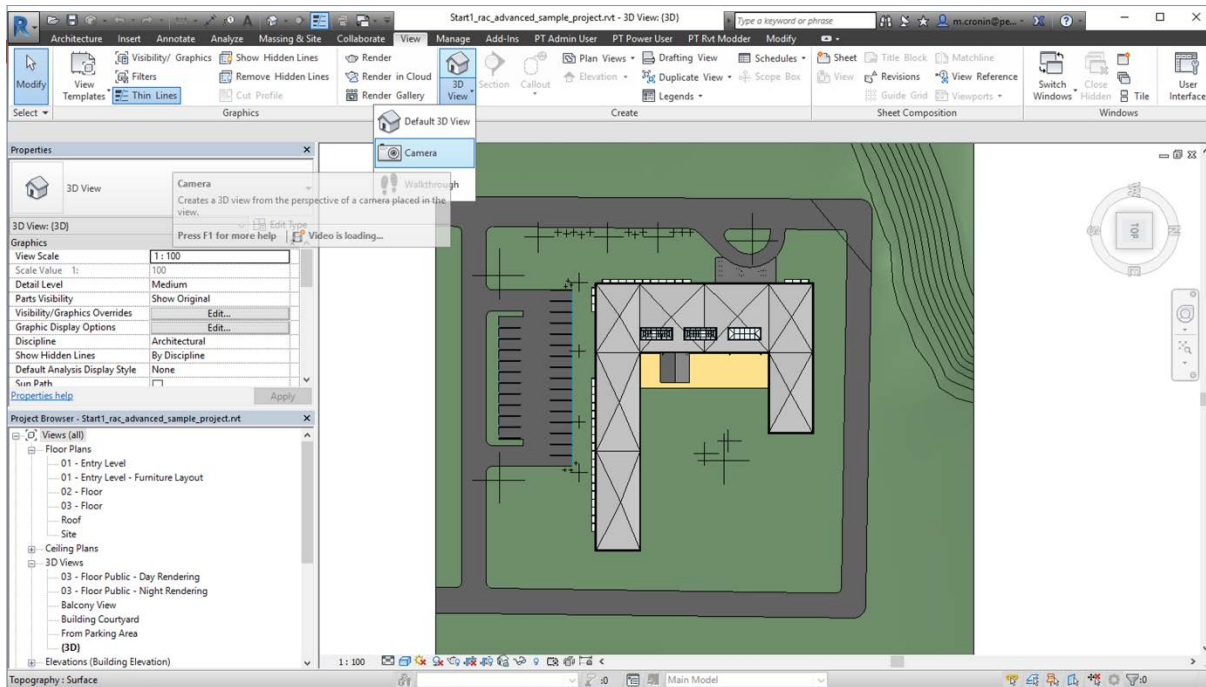 Start1_rac_advanced_sample_project.rvt - 3D View: {3D}
Type a keyword or phrase
m.cronin@pe...
Architecture Insert Annotate Analyze Massing & Site Collaborate View Manage Add-Ins PT Admin User PT Power User PT Rvt Modder Modify
Modify
View
Templates
Visibility/ Graphics
Filters
Thin Lines
Show Hidden Lines
Remove Hidden Lines
Cut Profile
Render
Render in Cloud
Render Gallery
3D
View
Section
Callout
Plan Views
Elevation
Drafting View
Duplicate View
Legends
Schedules
Scope Box
Sheet
View
Title Block
Revisions
Guide Grid
Matchline
View Reference
Viewports
Switch
Windows
Close
Hidden
Tile
User
Interface
Select
Graphics
Create
Sheet Composition
Windows
Default 3D View
Camera
Walkthrough
Camera
Creates a 3D view from the perspective of a camera placed in the
view.
Press F1 for more help
Video is loading...
Properties
3D View
3D View: {3D}
Edit Type
Graphics
View Scale 1 : 100
Scale Value 1: 100
Detail Level Medium
Parts Visibility Show Original
Visibility/Graphics Overrides Edit...
Graphic Display Options Edit...
Discipline Architectural
Show Hidden Lines By Discipline
Default Analysis Display Style None
Sun Path
Properties help
Apply
Project Browser - Start1_rac_advanced_sample_project.rvt
Views (all)
Floor Plans
01 - Entry Level
01 - Entry Level - Furniture Layout
02 - Floor
03 - Floor
Roof
Site
Ceiling Plans
3D Views
03 - Floor Public - Day Rendering
03 - Floor Public - Night Rendering
Balcony View
Building Courtyard
From Parking Area
{3D}
Elevations (Building Elevation)
TOP
1 : 100
Topography : Surface
:0
Main Model
:0